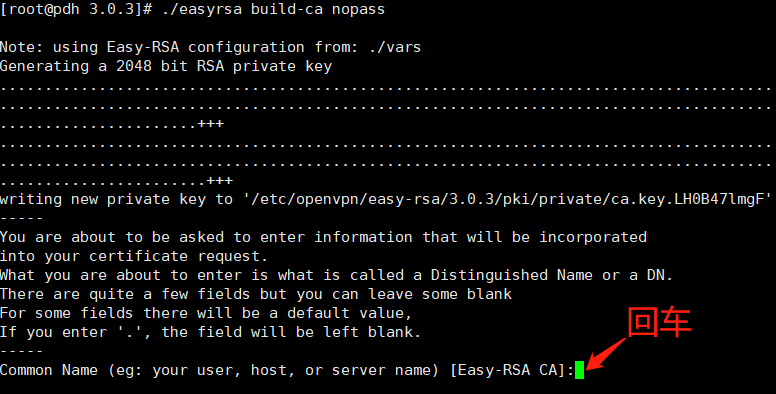 [root@pdh 3.0.3]# ./easyrsa build-ca nopass
Note: using Easy-RSA configuration from: ./vars
Generating a 2048 bit RSA private key
.......................................................................................
.......................................................................................
......................+++
.......................................................................................
.......................................................................................
.......................+++
writing new private key to '/etc/openvpn/easy-rsa/3.0.3/pki/private/ca.key.LH0B47lmgF'
-----
You are about to be asked to enter information that will be incorporated
into your certificate request.
What you are about to enter is what is called a Distinguished Name or a DN.
There are quite a few fields but you can leave some blank
For some fields there will be a default value,
If you enter '.', the field will be left blank.
-----
Common Name (eg: your user, host, or server name) [Easy-RSA CA]:
回车